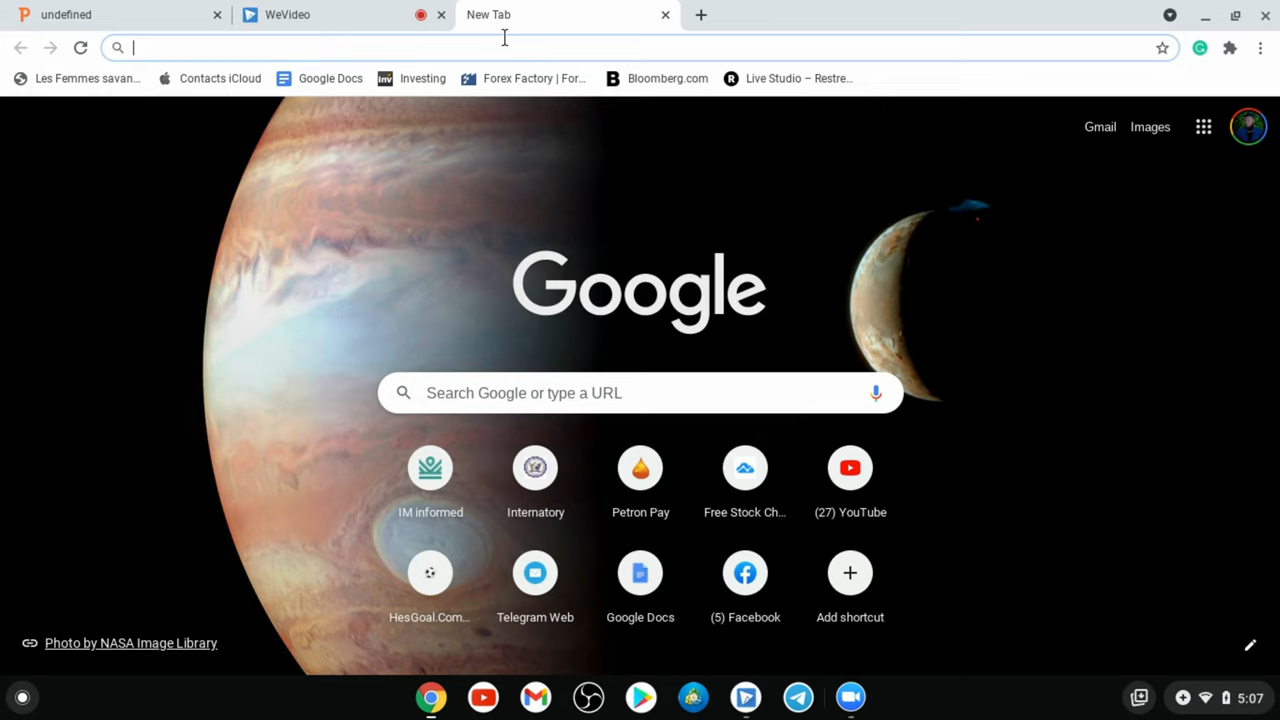 undefined
WeVideo
New Tab
Les Femmes savan...
Contacts iCloud
Google Docs
Inv
Investing
Forex Factory | For...
B
Bloomberg.com
R
Live Studio – Restre...
Gmail
Images
Google
Search Google or type a URL
IM informed
Internatory
Petron Pay
Free Stock Ch...
(27) YouTube
HesGoal.Com...
Telegram Web
Google Docs
(5) Facebook
Add shortcut
Photo by NASA Image Library
5:07